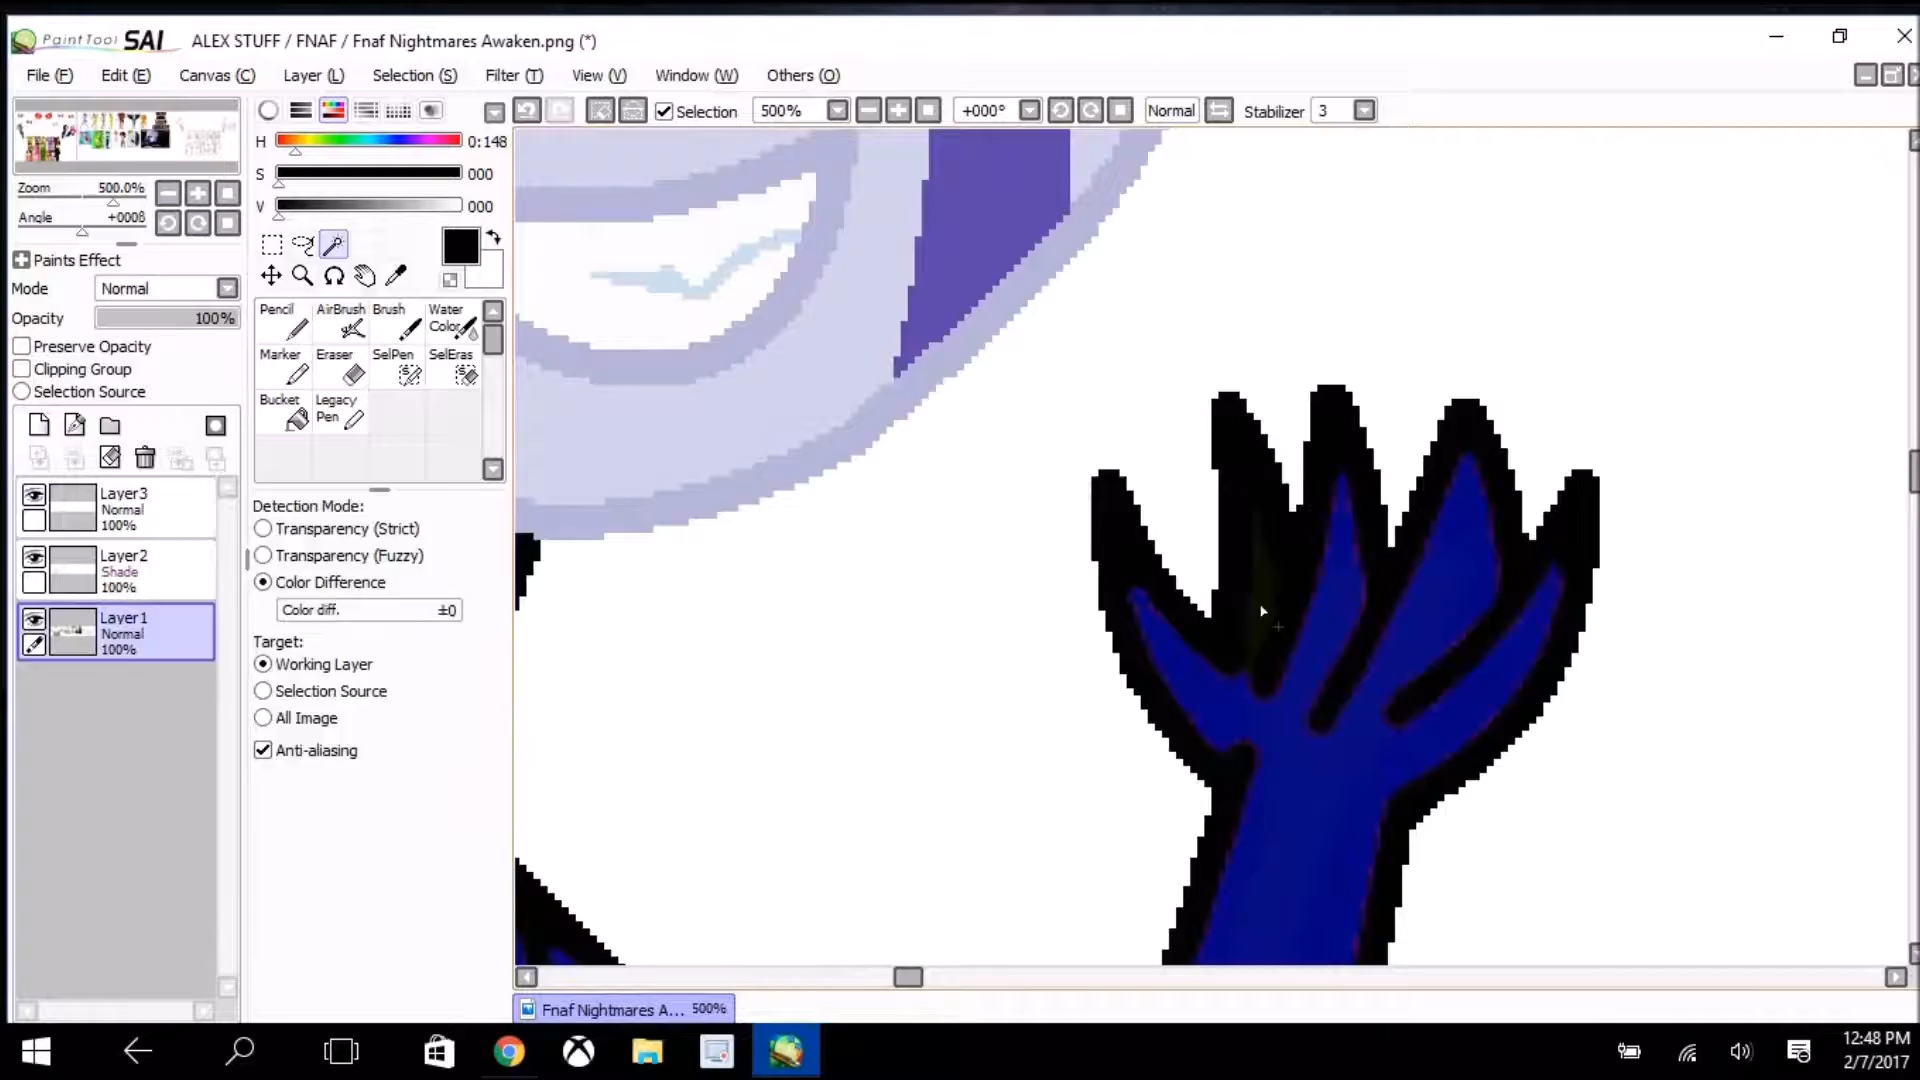 PaintTool SAI ALEX STUFF / FNAF / Fnaf Nightmares Awaken.png (*)
File (F) Edit (E) Canvas (C) Layer (L) Selection (S) Filter (T) View (V) Window (W) Others (O)
Selection 500% +000° Normal Stabilizer 3
H 0:148
S 000
V 000
Zoom 500.0%
Angle +000ß
Paints Effect
Mode Normal
Opacity 100%
Preserve Opacity
Clipping Group
Selection Source
Layer3
Normal
100%
Layer2
Shade
100%
Layer1
Normal
100%
Pencil AirBrush Brush Water Color
Marker Eraser SelPen SelEras
Bucket Legacy Pen
Detection Mode:
Transparency (Strict)
Transparency (Fuzzy)
Color Difference
Color diff. ±0
Target:
Working Layer
Selection Source
All Image
Anti-aliasing
Fnaf Nightmares A... 500%
12:48 PM
2/7/2017